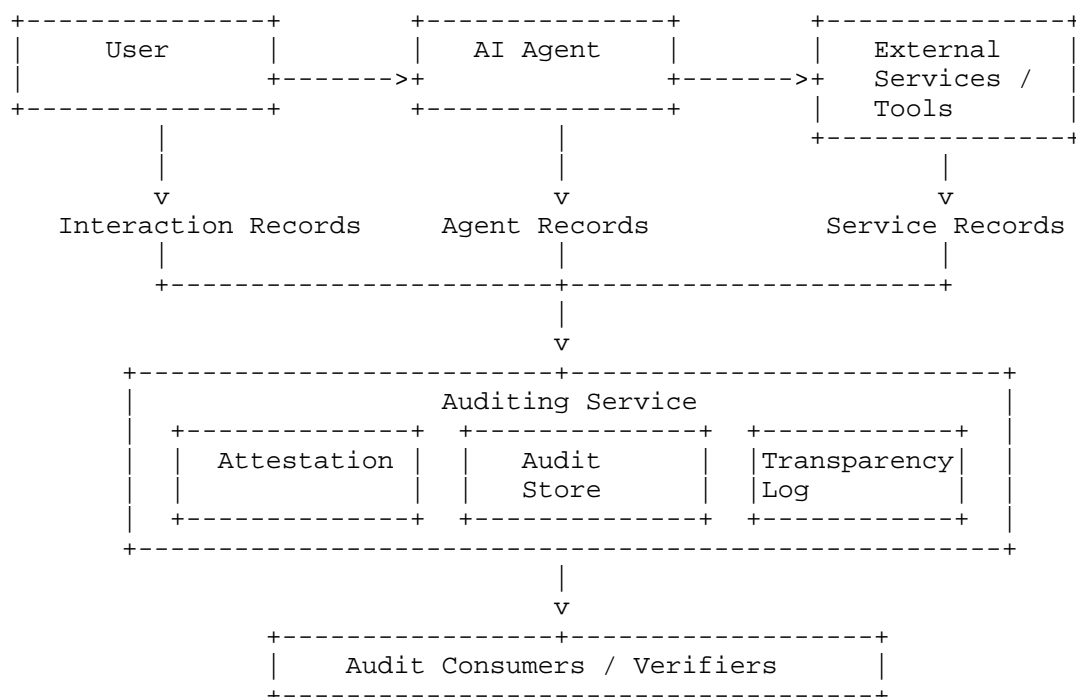 User AI Agent External
Services /
Tools
Interaction Records Agent Records Service Records
Auditing Service
Attestation Audit Transparency
Store Log
Audit Consumers / Verifiers